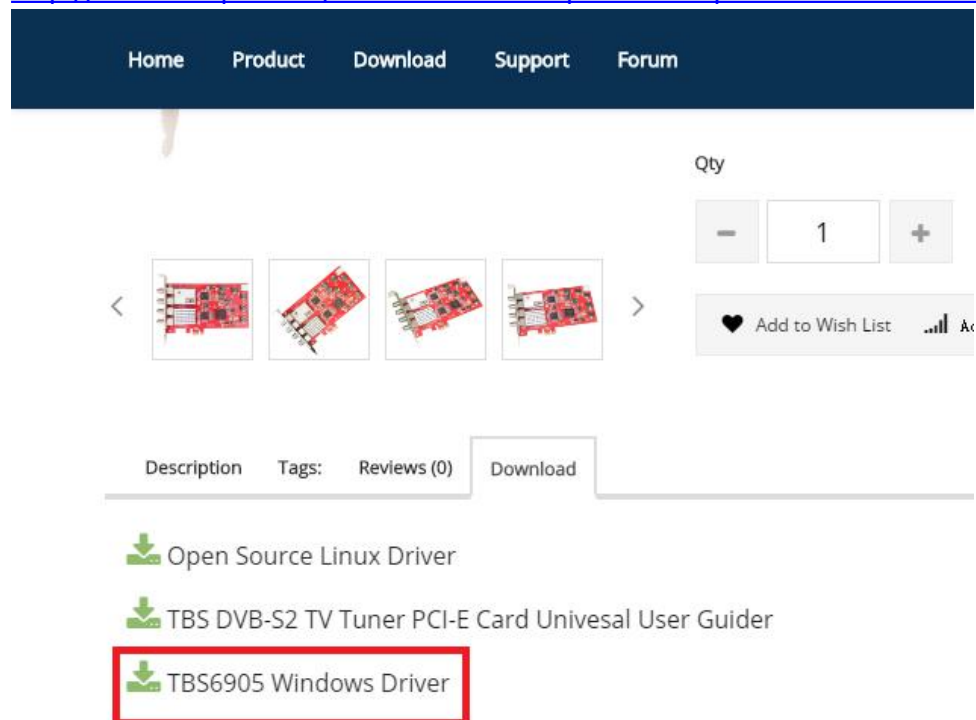 Home Product Download Support Forum
Qty
1
Add to Wish List
Description Tags: Reviews (0) Download
Open Source Linux Driver
TBS DVB-S2 TV Tuner PCI-E Card Univesal User Guider
TBS6905 Windows Driver